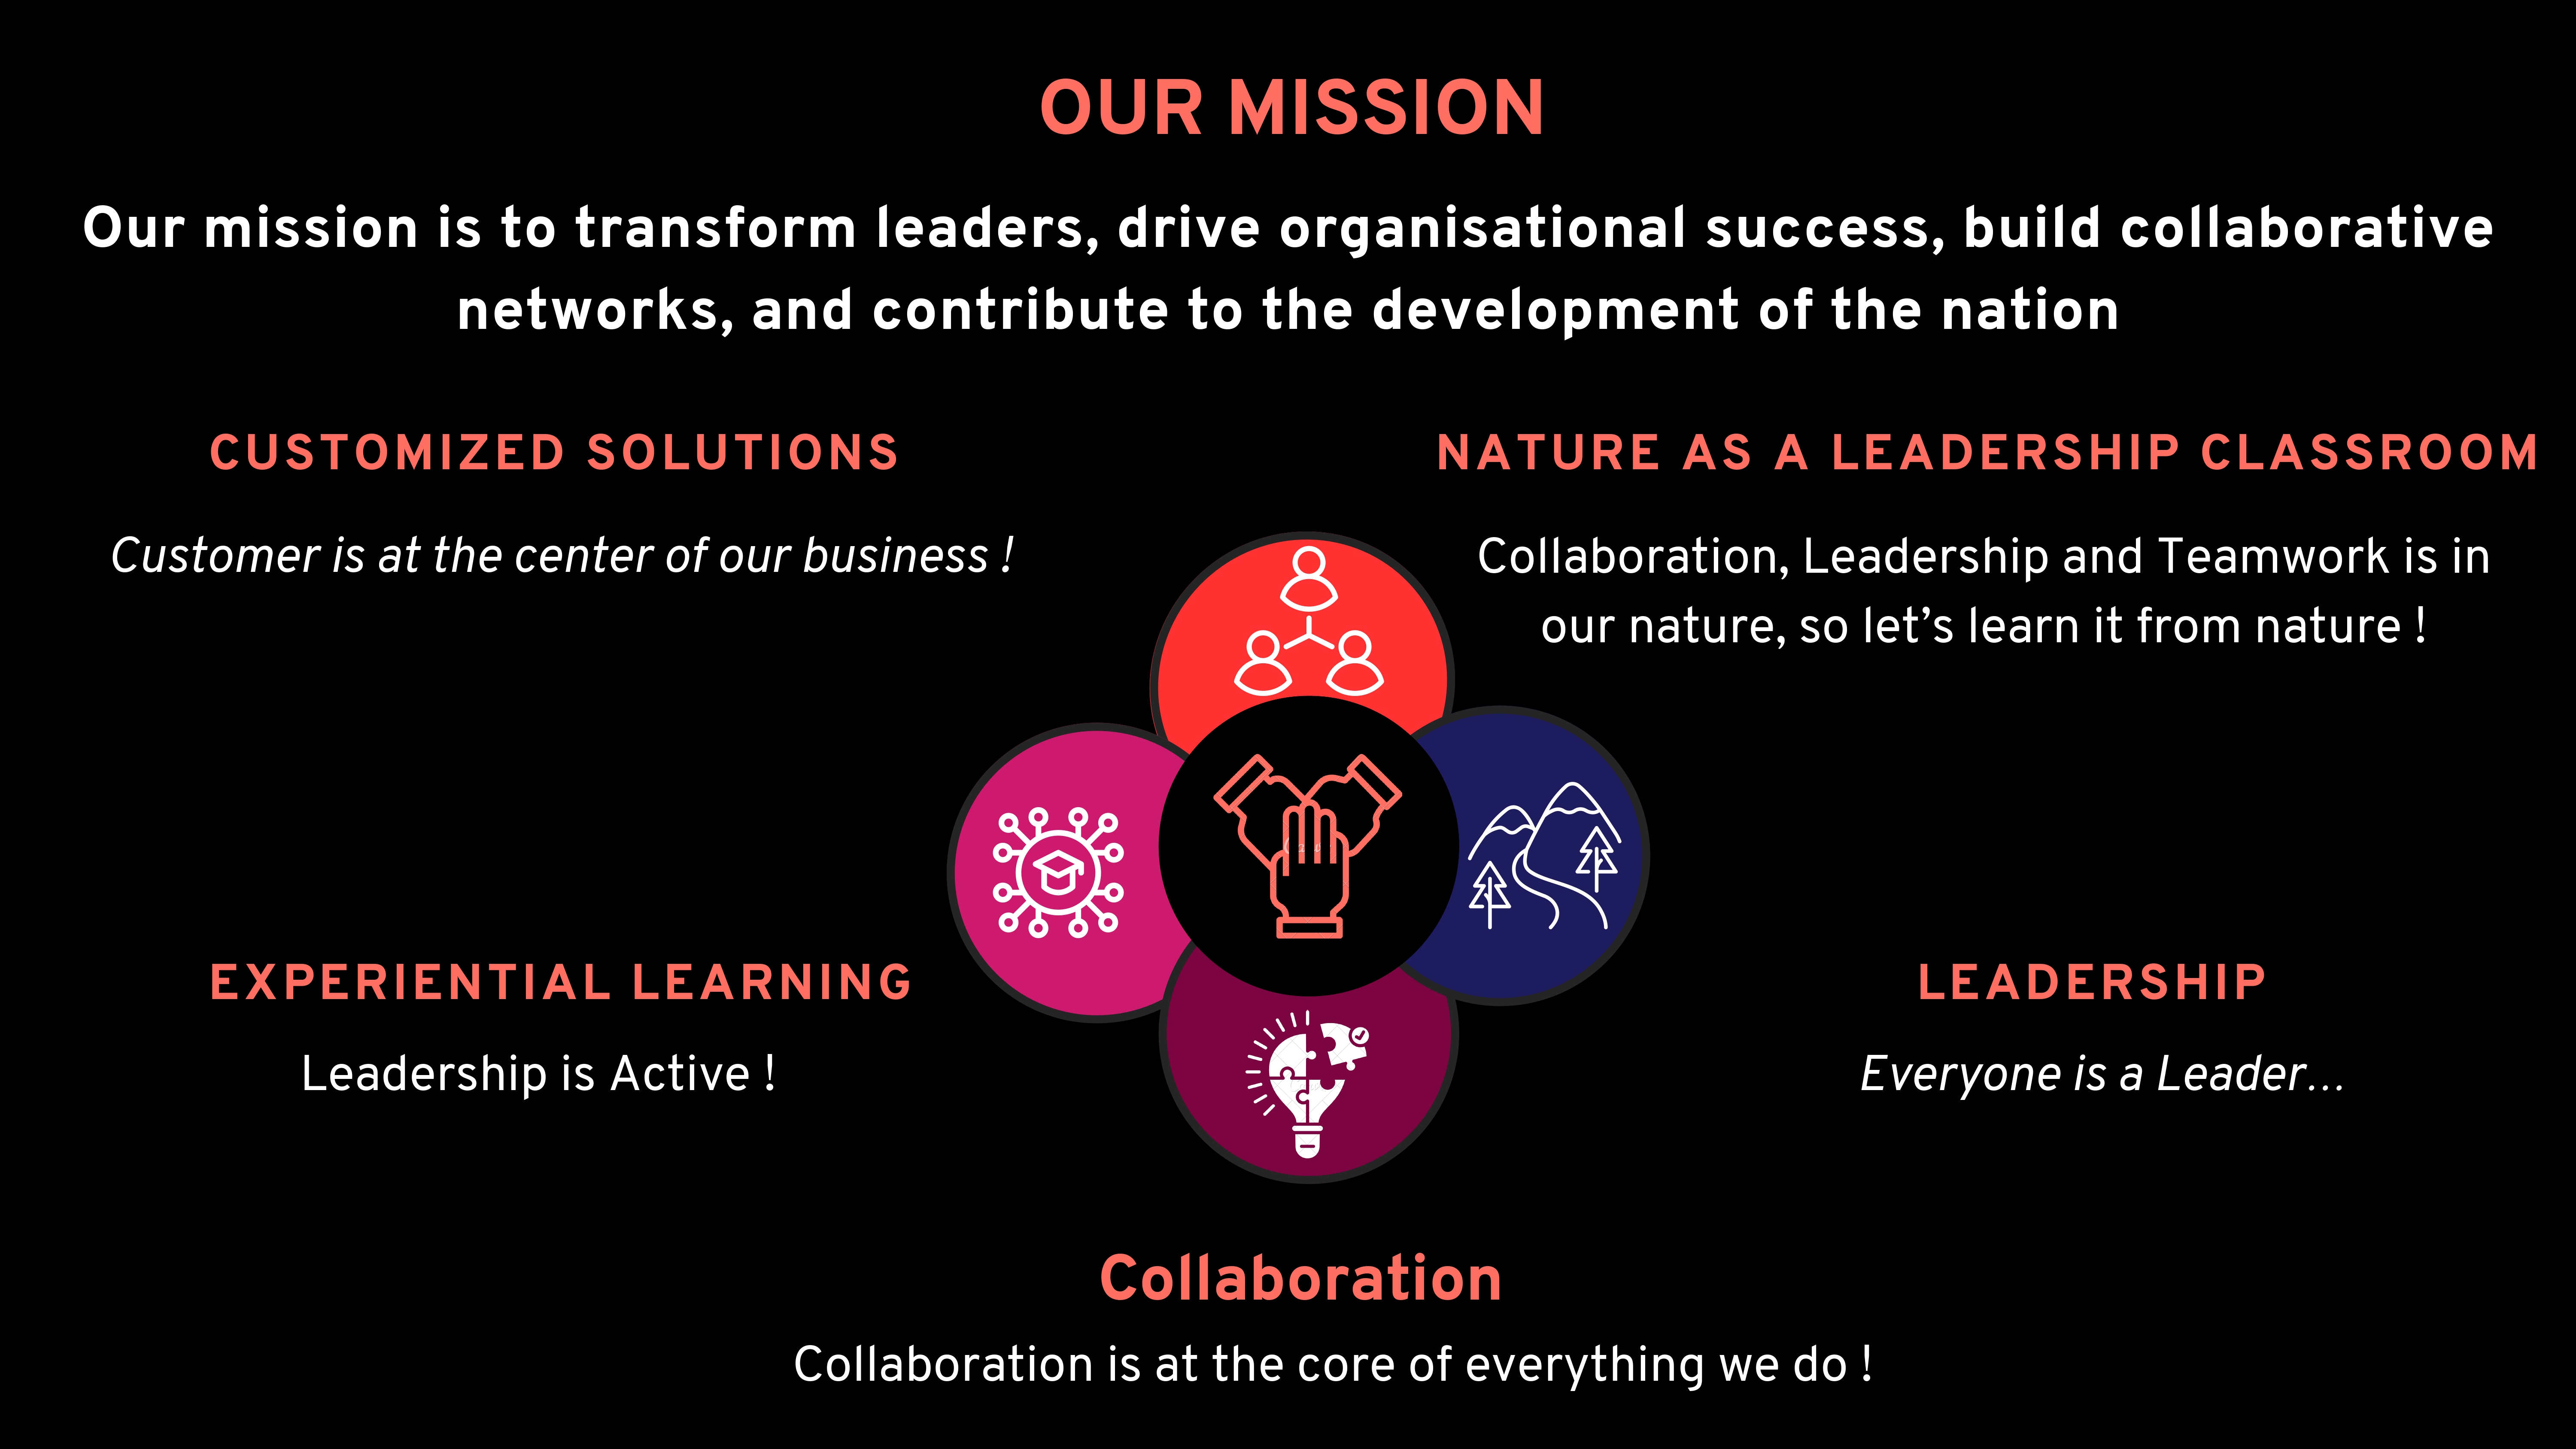 OUR MISSION
Our mission is to transform leaders, drive organisational success, build collaborative
networks, and contribute to the development of the nation
CUSTOMIZED SOLUTIONS
Customer is at the center of our business !
NATURE AS A LEADERSHIP CLASSROOM
Collaboration, Leadership and Teamwork is in
our nature, so let’s learn it from nature !
EXPERIENTIAL LEARNING
Leadership is Active !
LEADERSHIP
Everyone is a Leader...
Collaboration
Collaboration is at the core of everything we do !